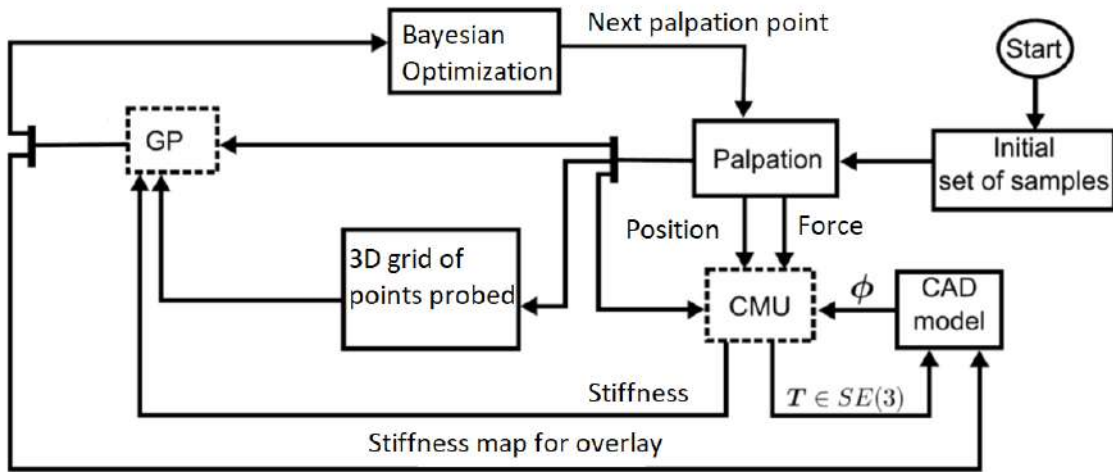 Next palpation point
Bayesian
Optimization
Start
GP
Palpation
Initial
set of samples
Position
Force
3D grid of
points probed
CMU
ϕ
CAD
model
Stiffness
T ∈ SE(3)
Stiffness map for overlay